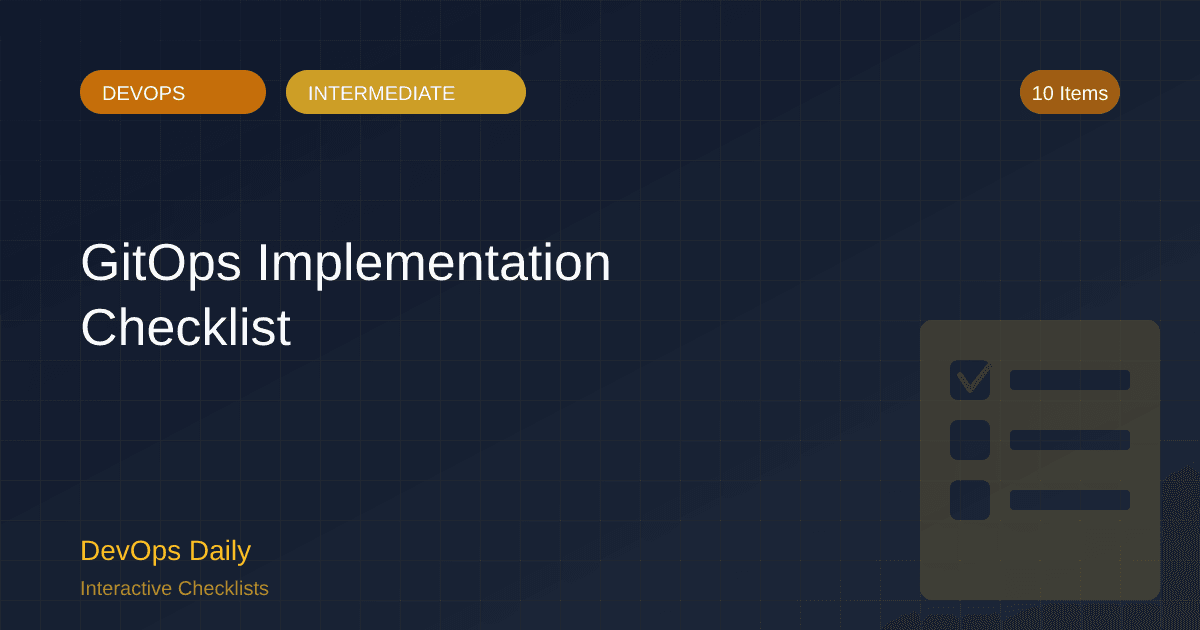 DEVOPS
INTERMEDIATE
10 Items
GitOps Implementation
Checklist
DevOps Daily
Interactive Checklists